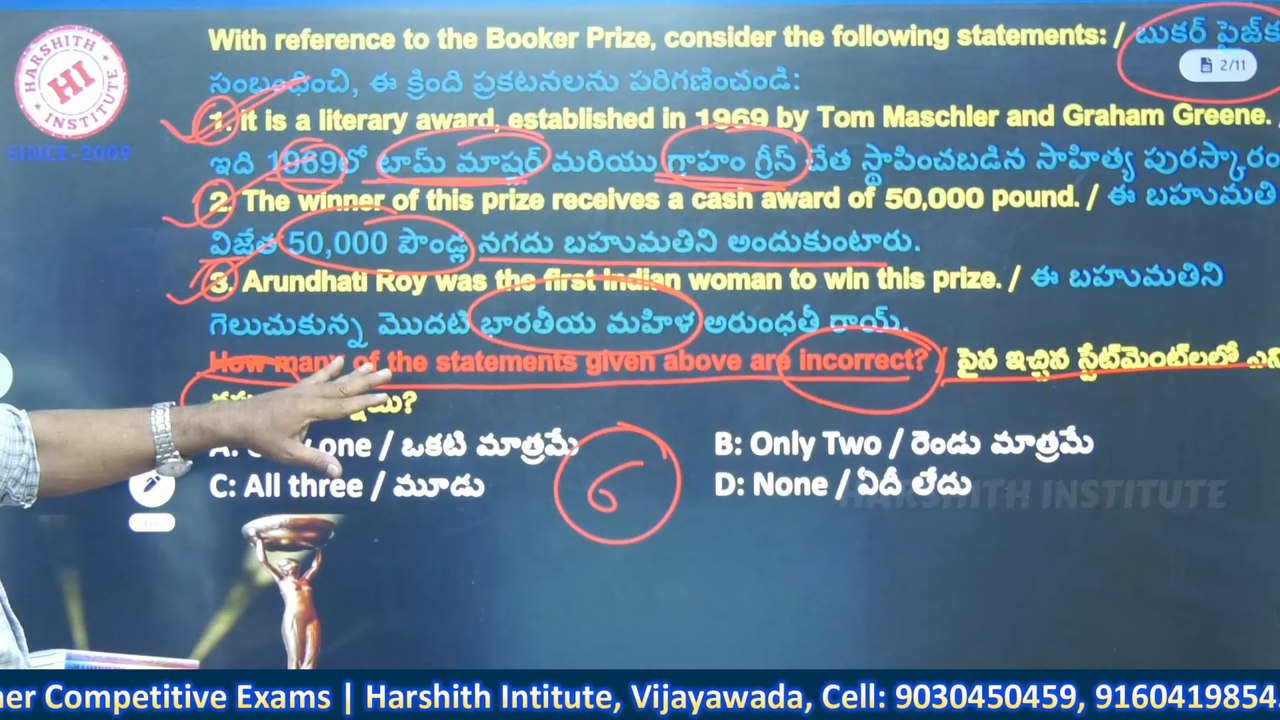 HARSHITH
HI
INSTITUTE
SINCE-2009
With reference to the Booker Prize, consider the following statements: / బుకర్ ప్రైజ్‌క
2/11
సంబంధించి, ఈ క్రింది ప్రకటనలను పరిగణించండి:
1. it is a literary award, established in 1969 by Tom Maschler and Graham Greene.
ఇది 1969లో టామ్ మాష్లర్ మరియు గ్రాహం గ్రీన్ చేత స్థాపించబడిన సాహిత్య పురస్కారం
2. The winner of this prize receives a cash award of 50,000 pound. / ఈ బహుమతి
విజేత 50,000 పౌండ్ల నగదు బహుమతిని అందుకుంటారు.
3. Arundhati Roy was the first Indian woman to win this prize. / ఈ బహుమతిని
గెలుచుకున్న మొదటి భారతీయ మహిళ అరుంధతీ రాయ్.
How many of the statements given above are incorrect? / పైన ఇచ్చిన స్టేట్‌మెంట్‌లలో
one / ఒకటి మాత్రమే
B: Only Two / రెండు మాత్రమే
C: All three / మూడు
D: None / ఏదీ లేదు
HARSHITH INSTITUTE
Competitive Exams | Harshith Intitute, Vijayawada, Cell: 9030450459, 9160419854